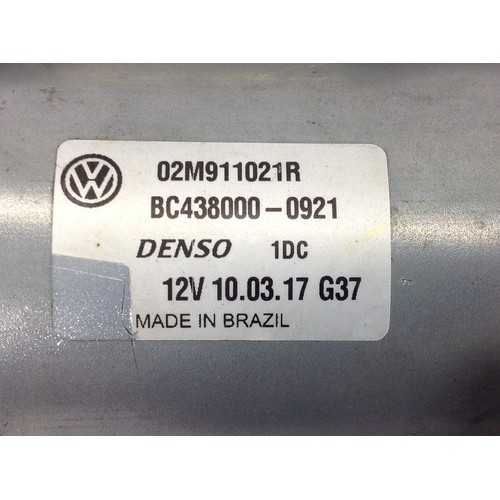 02M911021R
BC438000-0921
DENSO 1DC
12V 10.03.17 G37
MADE IN BRAZIL